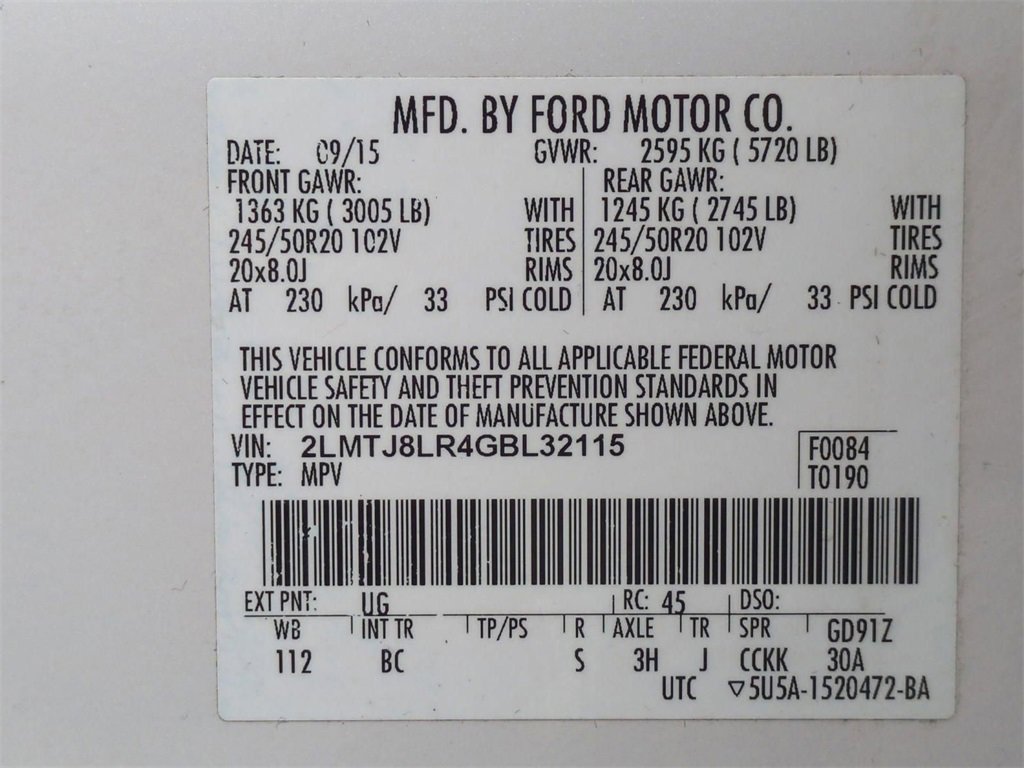 MFD. BY FORD MOTOR CO.
DATE: 09/15 GVWR: 2595 KG ( 5720 LB)
FRONT GAWR: REAR GAWR:
1363 KG ( 3005 LB) WITH 1245 KG ( 2745 LB) WITH
245/50R20 102V TIRES 245/50R20 102V TIRES
20x8.0J RIMS 20x8.0J RIMS
AT 230 kPa/ 33 PSI COLD AT 230 kPa/ 33 PSI COLD
THIS VEHICLE CONFORMS TO ALL APPLICABLE FEDERAL MOTOR
VEHICLE SAFETY AND THEFT PREVENTION STANDARDS IN
EFFECT ON THE DATE OF MANUFACTURE SHOWN ABOVE.
VIN: 2LMTJ8LR4GBL32115 F0084
TYPE: MPV T0190
EXT PNT: UG RC: 45 DSO:
WB INT TR TP/PS R AXLE TR SPR GD91Z
112 BC S 3H J CCKK 30A
UTC ▽5U5A-1520472-BA